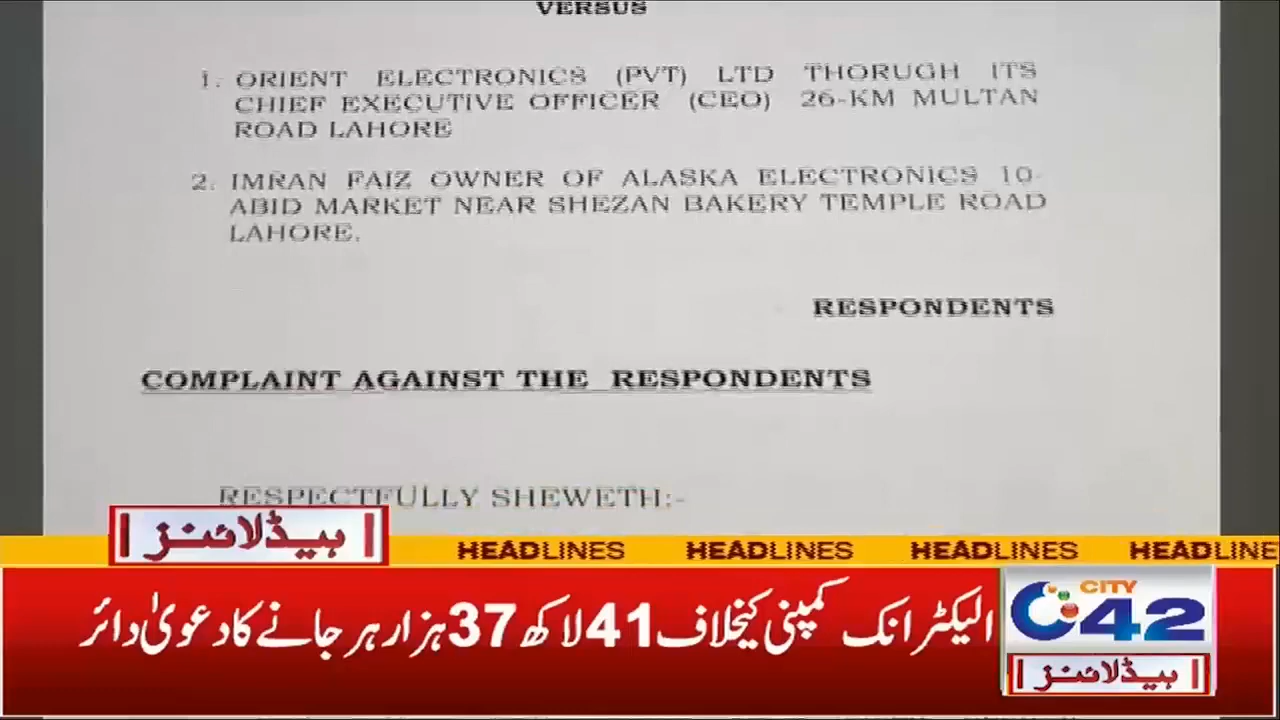 VERSUS
1. ORIENT ELECTRONICS (PVT) LTD THORUGH ITS
CHIEF EXECUTIVE OFFICER (CEO) 26-KM MULTAN
ROAD LAHORE
2. IMRAN FAIZ OWNER OF ALASKA ELECTRONICS 10-
ABID MARKET NEAR SHEZAN BAKERY TEMPLE ROAD
LAHORE.
RESPONDENTS
COMPLAINT AGAINST THE RESPONDENTS
RESPECTFULLY SHEWETH:-
ہیڈلائنز
HEADLINES HEADLINES HEADLINES HEADLINE
الیکٹرانک کمپنی کیخلاف 41 لاکھ 37 ہزار ہرجانے کا دعویٰ دائر
CITY
42
ہیڈلائنز